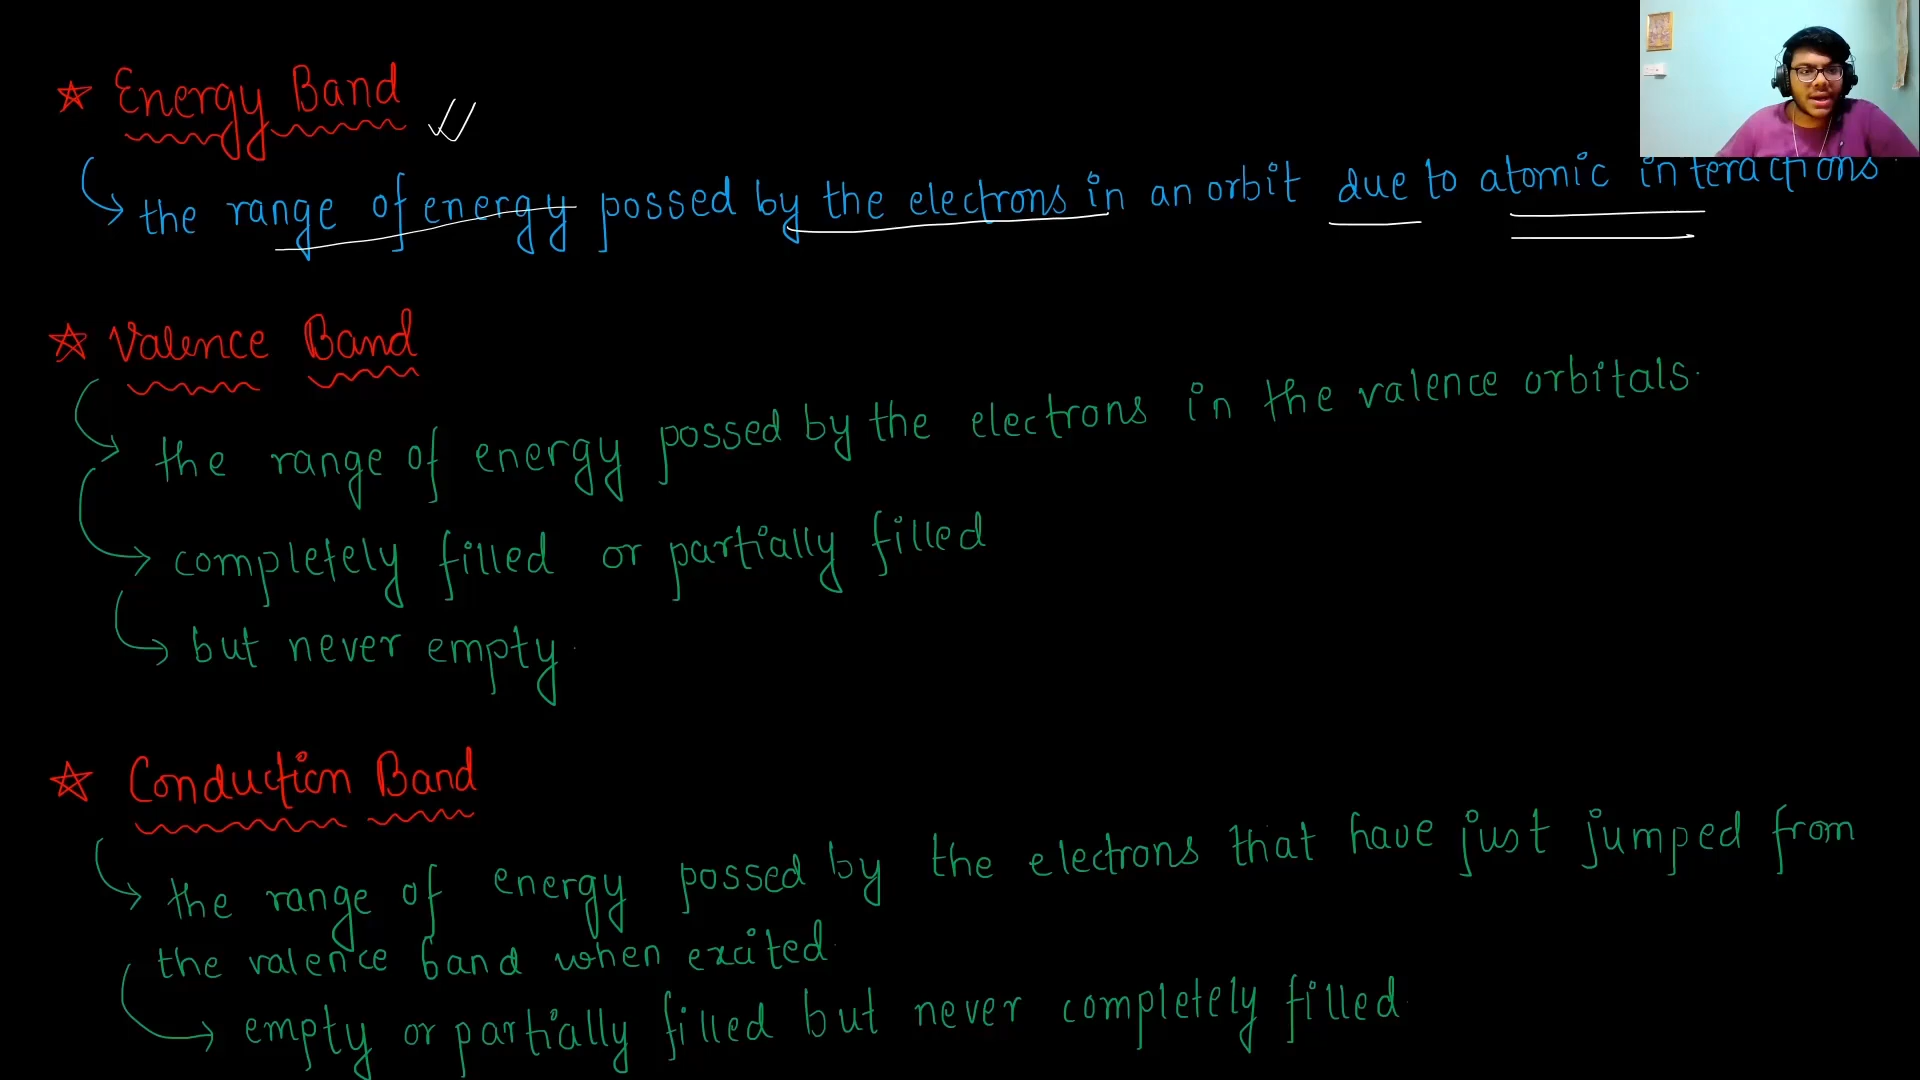 Energy Band
the range of energy possed by the electrons in an orbit due to atomic interactions.
Valence Band
the range of energy possed by the electrons in the valence orbitals.
completely filled or partially filled
but never empty.
Conduction Band
the range of energy possed by the electrons that have just jumped from
the valence band when excited.
empty or partially filled but never completely filled.